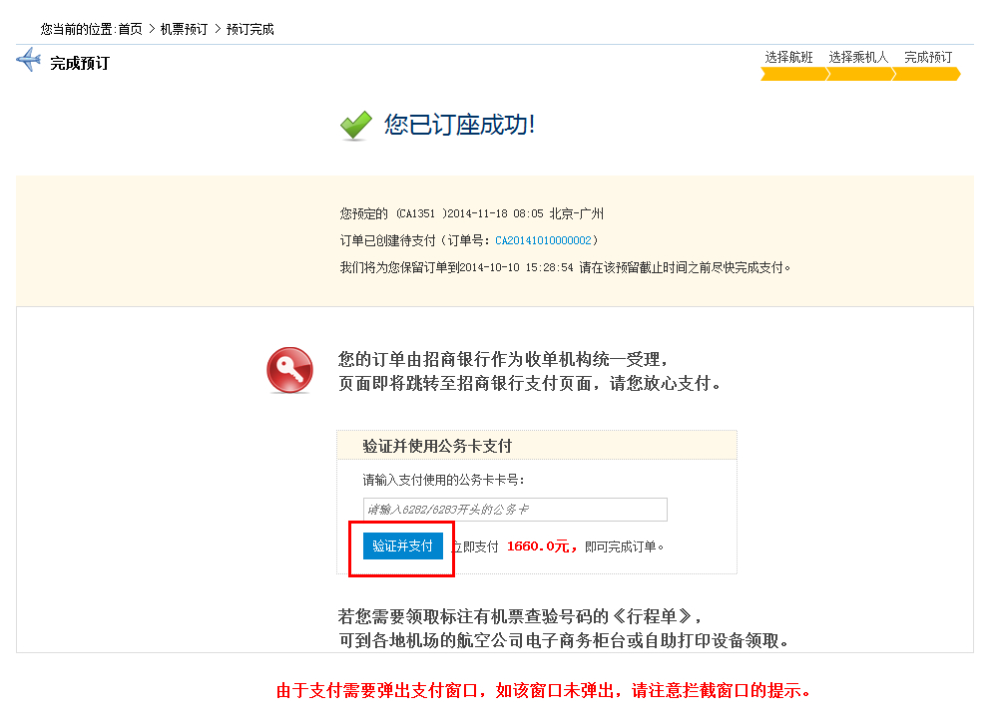 您当前的位置:首页 > 机票预订 > 预订完成
完成预订
选择航班 选择乘机人 完成预订
您已订座成功!
您预定的 (CA1351 )2014-11-18 08:05 北京-广州
订单已创建待支付(订单号: CA20141010000002)
我们将为您保留订单到2014-10-10 15:28:54 请在该预留截止时间之前尽快完成支付。
您的订单由招商银行作为收单机构统一受理,
页面即将跳转至招商银行支付页面, 请您放心支付。
验证并使用公务卡支付
请输入支付使用的公务卡卡号:
请输入6282/6283开头的公务卡
验证并支付 立即支付 1660.0元, 即可完成订单。
若您需要领取标注有机票查验号码的《行程单》,
可到各地机场的航空公司电子商务柜台或自助打印设备领取。
由于支付需要弹出支付窗口, 如该窗口未弹出, 请注意拦截窗口的提示。